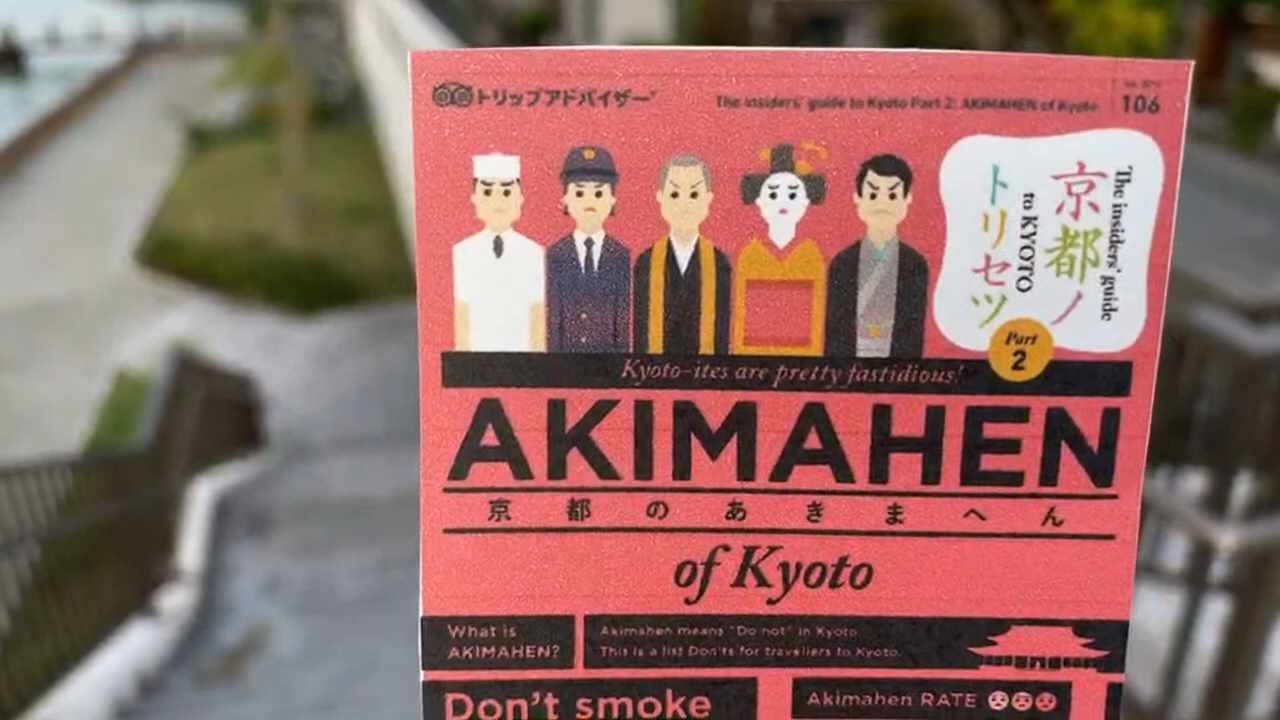 トリップアドバイザー
The insiders' guide to Kyoto Part 2: AKIMAHEN of Kyoto
106
The insiders' guide
京都ノ
to KYOTO
トリセツ
Part
2
Kyoto-ites are pretty fastidious!
AKIMAHEN
京都のあきまへん
of Kyoto
What is
AKIMAHEN?
Akimahen means "Do not" in Kyoto
This is a list Don'ts for travellers to Kyoto.
Don't smoke
Akimahen RATE